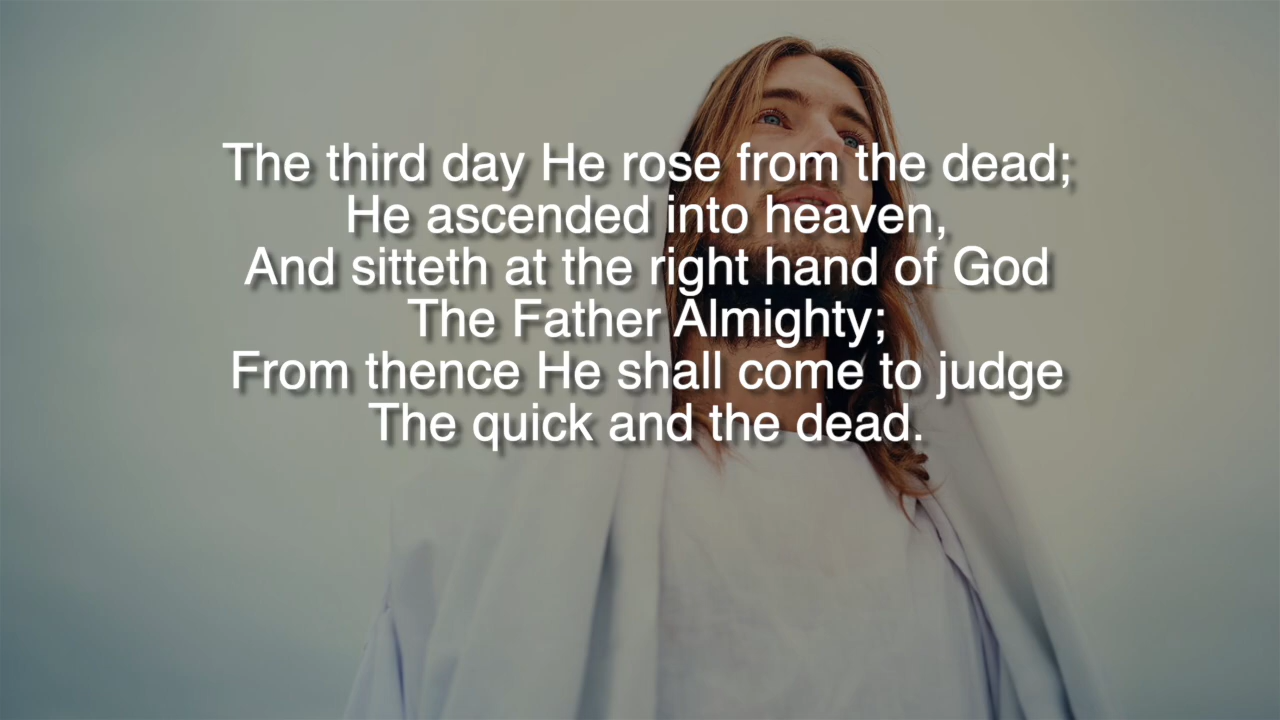 The third day He rose from the dead;
He ascended into heaven,
And sitteth at the right hand of God
The Father Almighty;
From thence He shall come to judge
The quick and the dead.